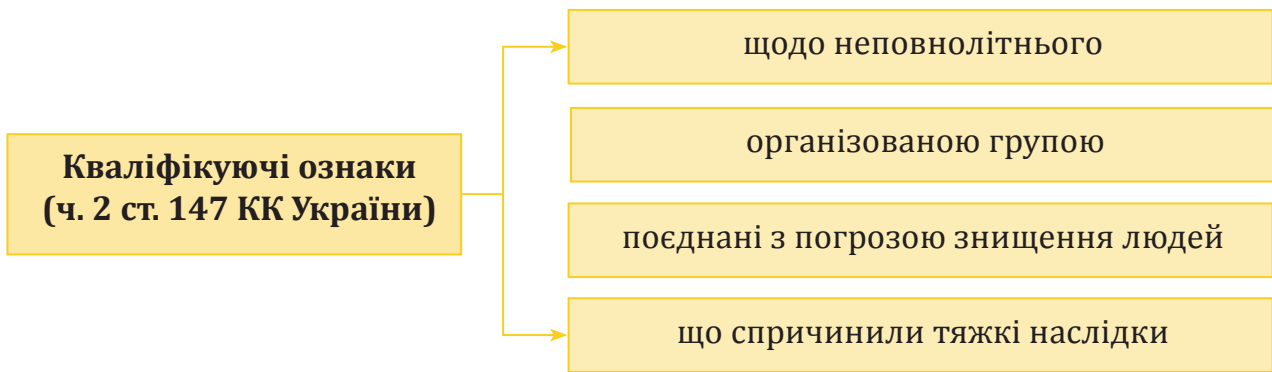 Кваліфікуючі ознаки
(ч. 2 ст. 147 КК України)
щодо неповнолітнього
організованою групою
поєднані з погрозою знищення людей
що спричинили тяжкі наслідки